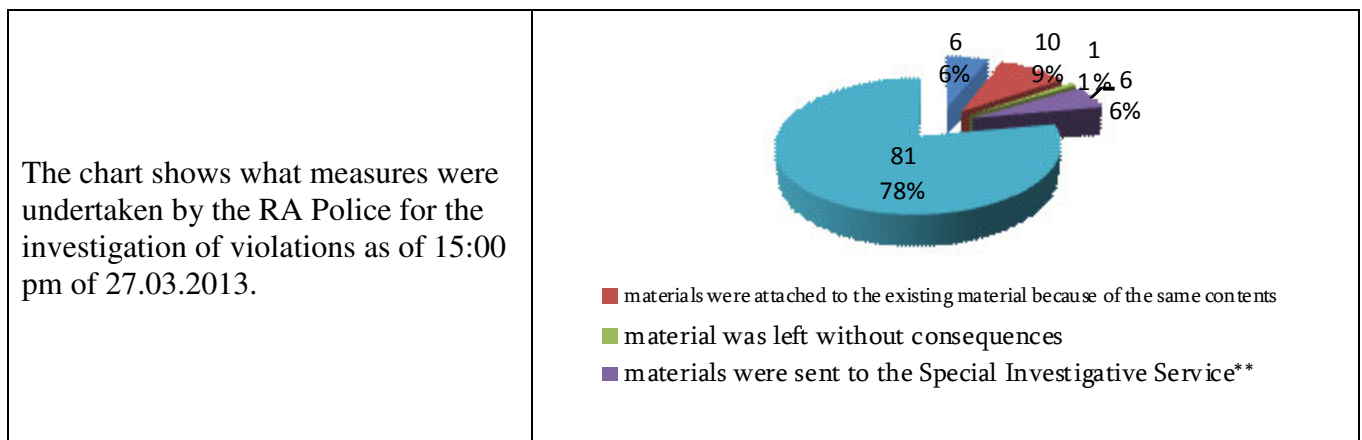 The chart shows what measures were
undertaken by the RA Police for the
investigation of violations as of 15:00
pm of 27.03.2013.
6
6%
10
9%
1
1%
6
6%
81
78%
materials were attached to the existing material because of the same contents
material was left without consequences
materials were sent to the Special Investigative Service**